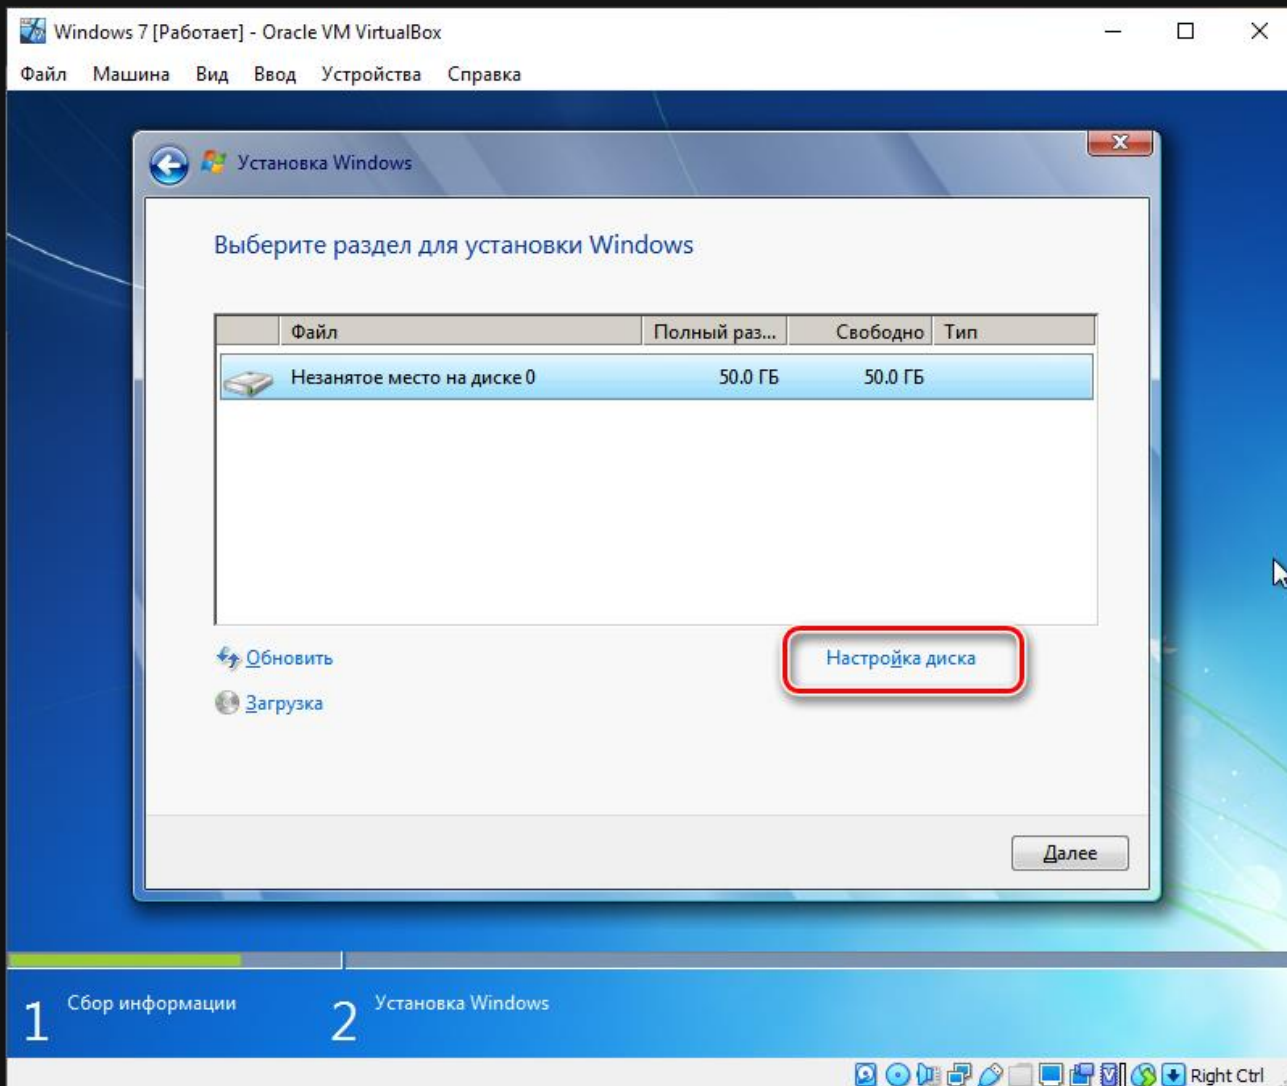 Windows 7 [Работает] - Oracle VM VirtualBox
Файл Машина Вид Ввод Устройства Справка
Установка Windows
Выберите раздел для установки Windows
Файл Полный раз... Свободно Тип
Незанятое место на диске 0 50.0 ГБ 50.0 ГБ
Обновить Настройка диска
Загрузка
Далее
1 Сбор информации 2 Установка Windows
Right Ctrl